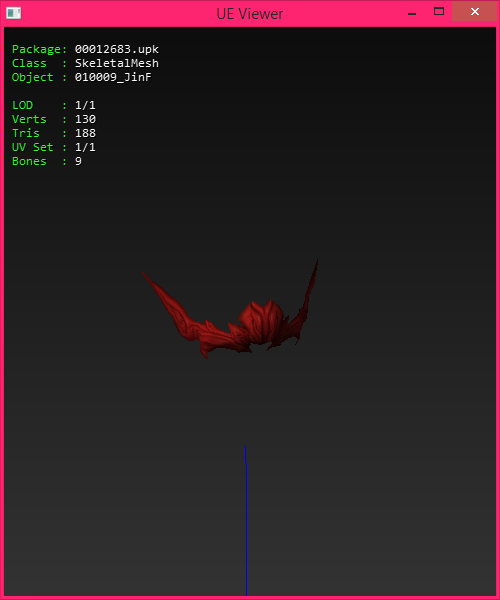 UE Viewer
Package: 00012683.upk
Class : SkeletalMesh
Object : 010009_JinF
LOD : 1/1
Verts : 130
Tris : 188
UV Set : 1/1
Bones : 9